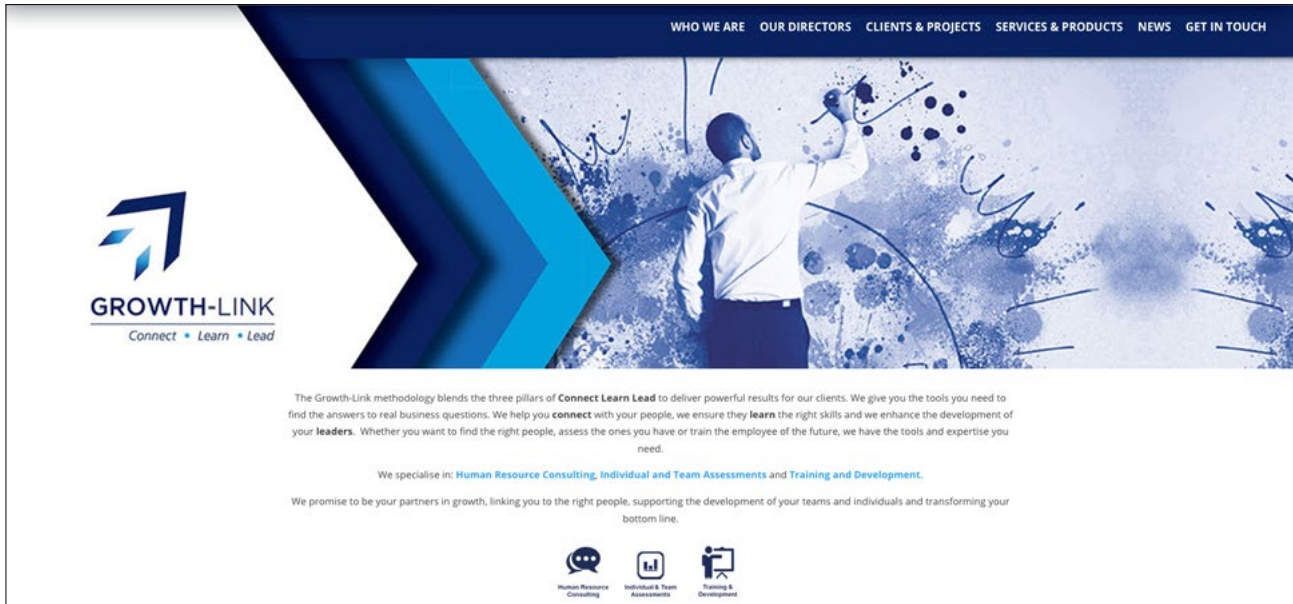 WHO WE ARE OUR DIRECTORS CLIENTS & PROJECTS SERVICES & PRODUCTS NEWS GET IN TOUCH
GROWTH-LINK
Connect • Learn • Lead
The Growth-Link methodology blends the three pillars of Connect Learn Lead to deliver powerful results for our clients. We give you the tools you need to
find the answers to real business questions. We help you connect with your people, we ensure they learn the right skills and we enhance the development of
your leaders. Whether you want to find the right people, assess the ones you have or train the employee of the future, we have the tools and expertise you
need.
We specialise in: Human Resource Consulting, Individual and Team Assessments and Training and Development.
We promise to be your partners in growth, linking you to the right people, supporting the development of your teams and individuals and transforming your
bottom line.
Human Resource
Consulting
Individual & Team
Assessments
Training &
Development